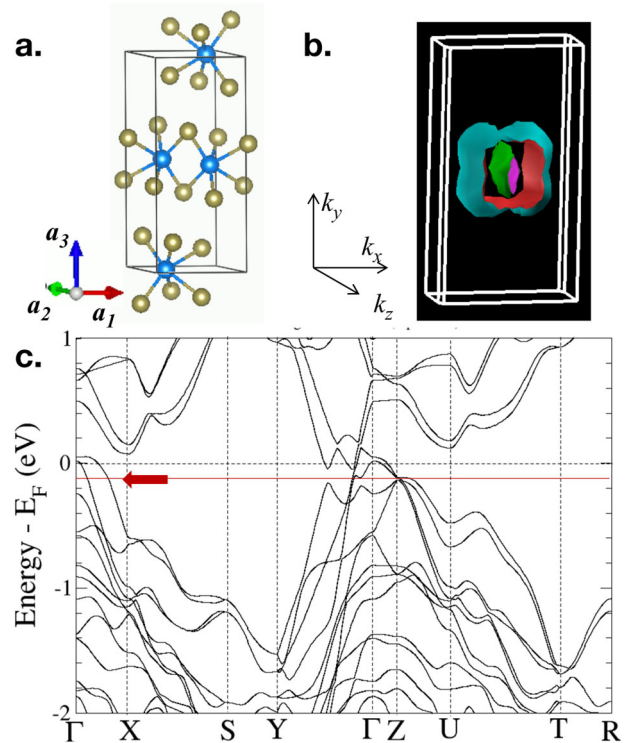 a.
b.
a3
a2
a1
ky
kx
kz
c.
Energy - EF (eV)
1
0
-1
-2
Γ X S Y Γ Z U T R